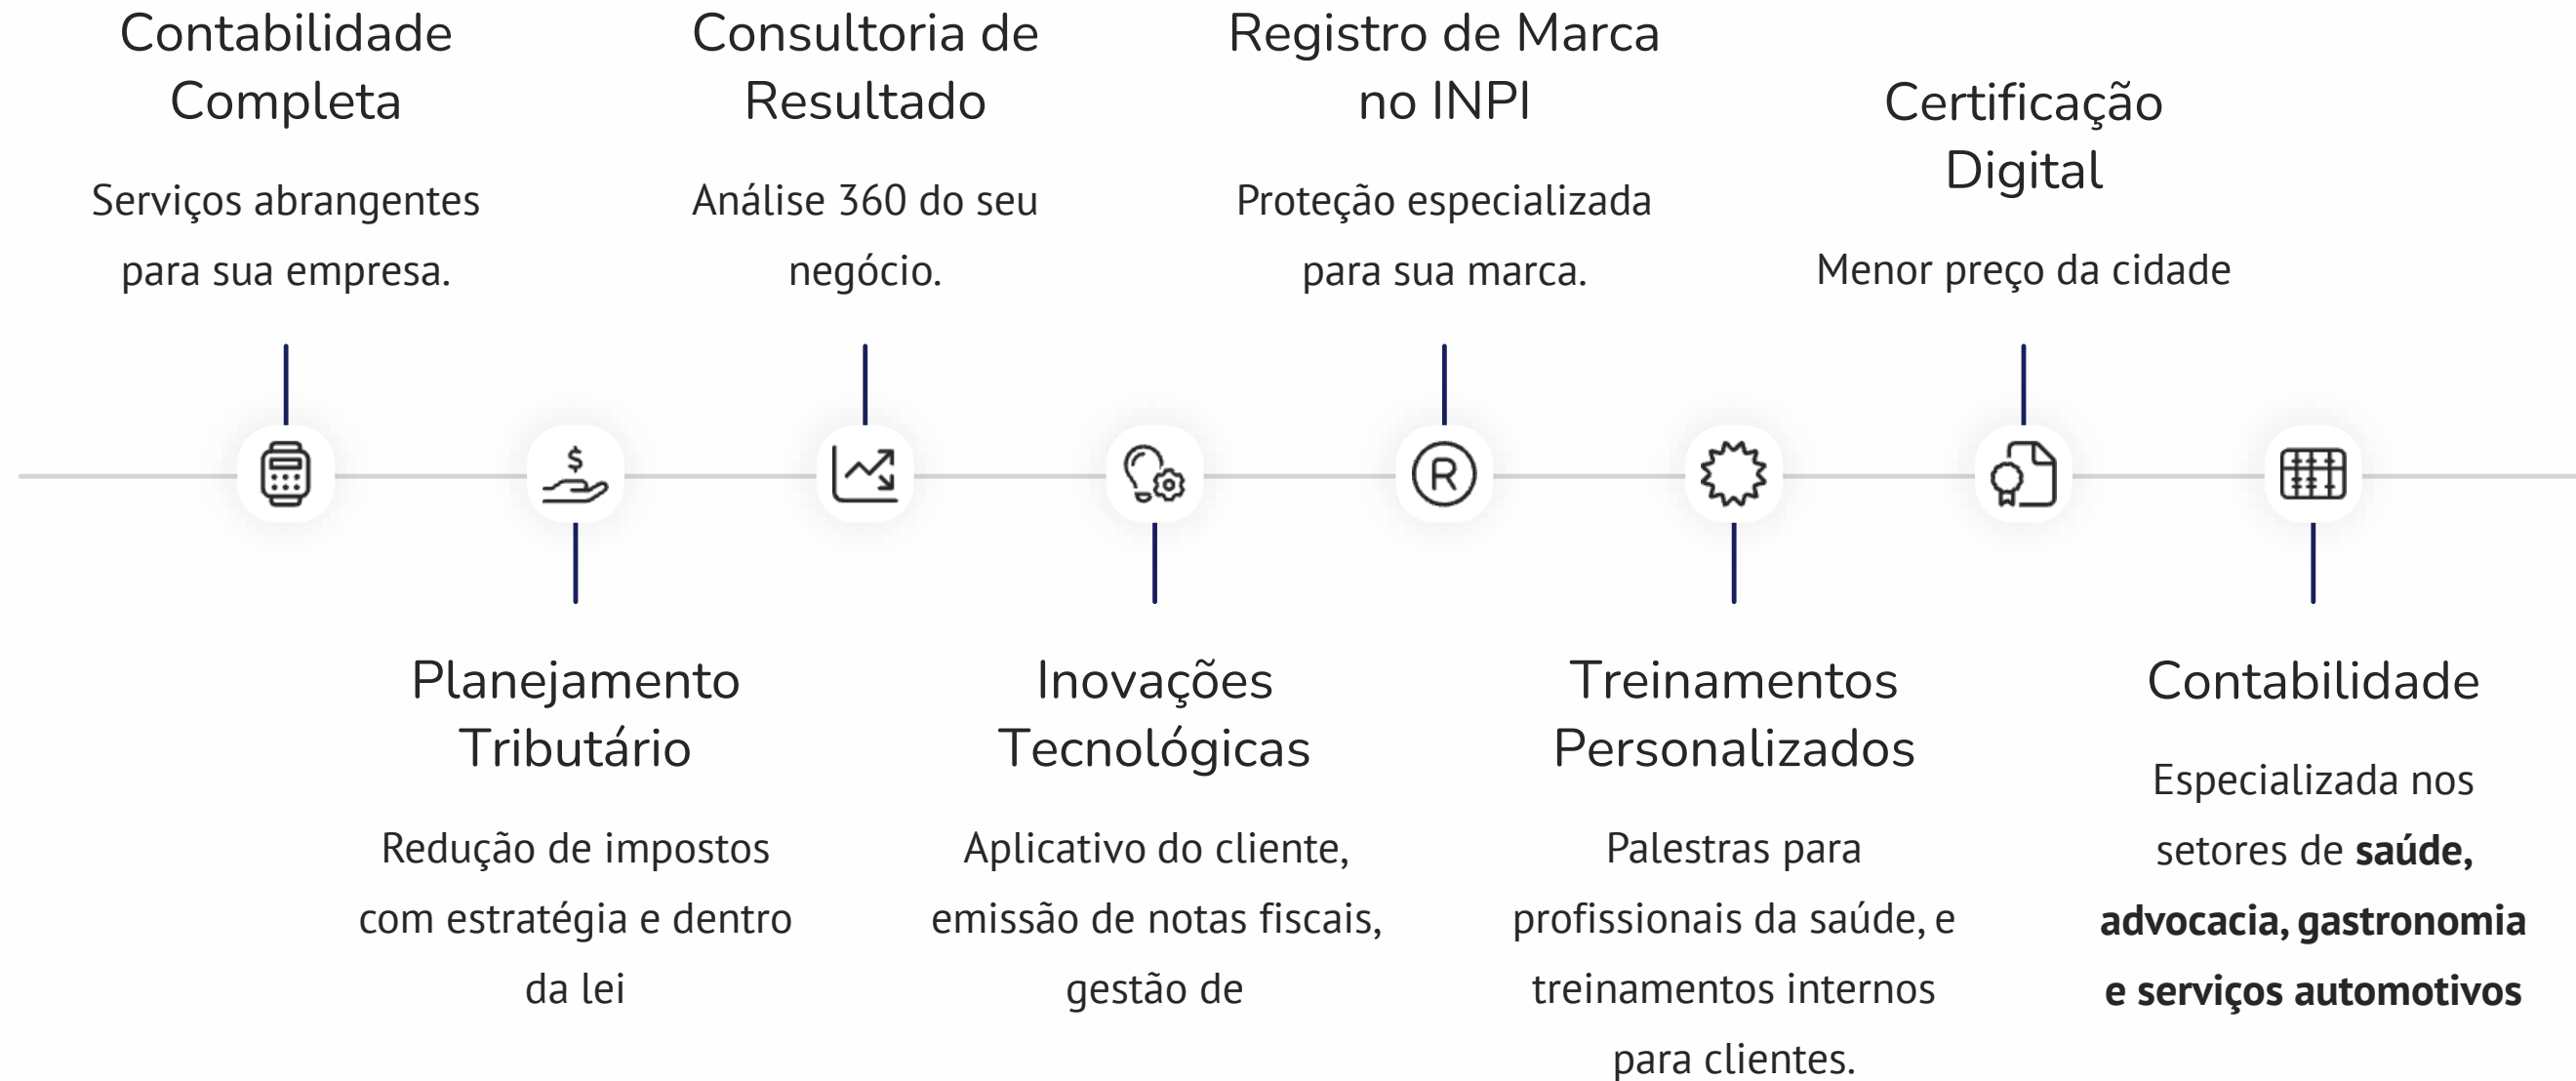 Contabilidade
Completa
Serviços abrangentes
para sua empresa.
Consultoria de
Resultado
Análise 360 do seu
negócio.
Registro de Marca
no INPI
Proteção especializada
para sua marca.
Certificação
Digital
Menor preço da cidade
$
R
Planejamento
Tributário
Redução de impostos
com estratégia e dentro
da lei
Inovações
Tecnológicas
Aplicativo do cliente,
emissão de notas fiscais,
gestão de
Treinamentos
Personalizados
Palestras para
profissionais da saúde, e
treinamentos internos
para clientes.
Contabilidade
Especializada nos
setores de saúde,
advocacia, gastronomia
e serviços automotivos